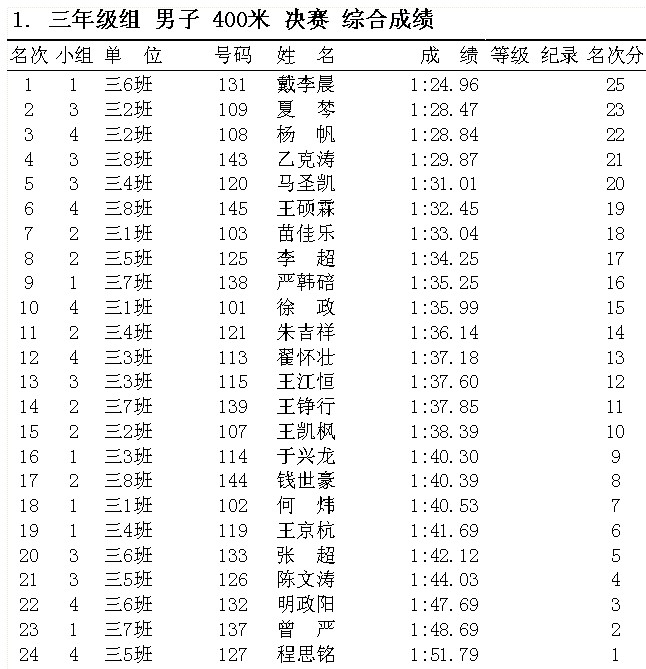 1. 三年级组 男子 400米 决赛 综合成绩
名次 小组 单 位 号码 姓 名 成 绩 等级 纪录 名次分
1 1 三6班 131 戴李晨 1:24.96 25
2 3 三2班 109 夏 琴 1:28.47 23
3 4 三2班 108 杨 帆 1:28.84 22
4 3 三8班 143 乙克涛 1:29.87 21
5 3 三4班 120 马圣凯 1:31.01 20
6 4 三8班 145 王硕霖 1:32.45 19
7 2 三1班 103 苗佳乐 1:33.04 18
8 2 三5班 125 李 超 1:34.25 17
9 1 三7班 138 严韩碚 1:35.25 16
10 4 三1班 101 徐 政 1:35.99 15
11 2 三4班 121 朱吉祥 1:36.14 14
12 4 三3班 113 翟怀壮 1:37.18 13
13 3 三3班 115 王江恒 1:37.60 12
14 2 三7班 139 王铮行 1:37.85 11
15 2 三2班 107 王凯枫 1:38.39 10
16 1 三3班 114 于兴龙 1:40.30 9
17 2 三8班 144 钱世豪 1:40.39 8
18 1 三1班 102 何 炜 1:40.53 7
19 1 三4班 119 王京杭 1:41.69 6
20 3 三6班 133 张 超 1:42.12 5
21 3 三5班 126 陈文涛 1:44.03 4
22 4 三6班 132 明政阳 1:47.69 3
23 1 三7班 137 曾 严 1:48.69 2
24 4 三5班 127 程思铭 1:51.79 1